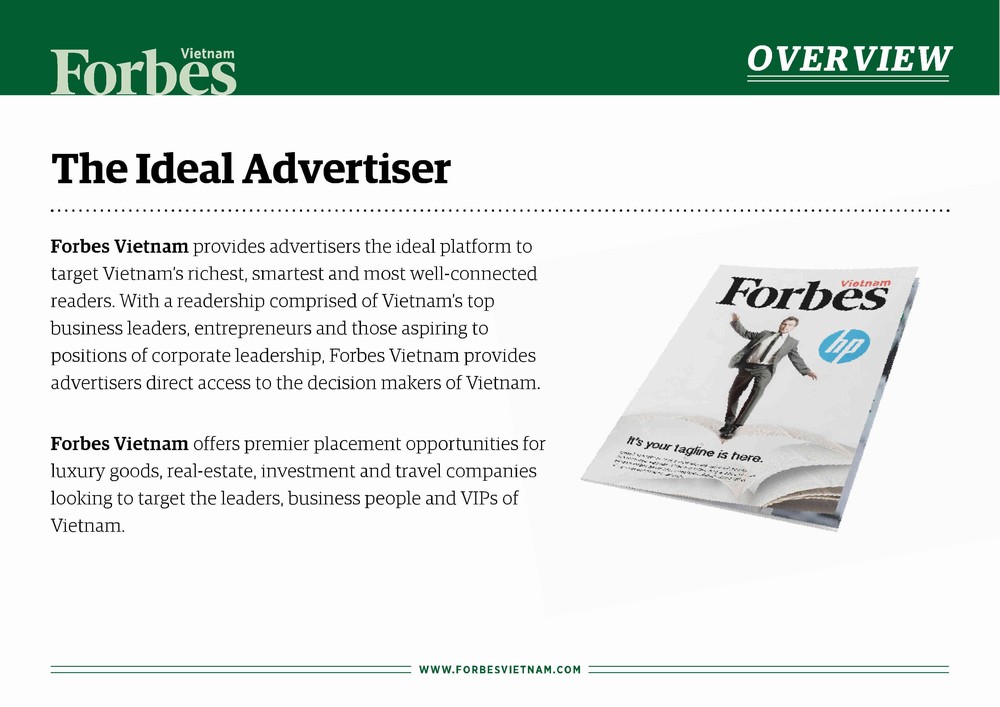 Forbes Vietnam
OVERVIEW
The Ideal Advertiser
Forbes Vietnam provides advertisers the ideal platform to
target Vietnam's richest, smartest and most well-connected
readers. With a readership comprised of Vietnam's top
business leaders, entrepreneurs and those aspiring to
positions of corporate leadership, Forbes Vietnam provides
advertisers direct access to the decision makers of Vietnam.
Forbes Vietnam offers premier placement opportunities for
luxury goods, real-estate, investment and travel companies
looking to target the leaders, business people and VIPs of
Vietnam.
Forbes Vietnam
hp
It's your tagline is here.
WWW.FORBESVIETNAM.COM